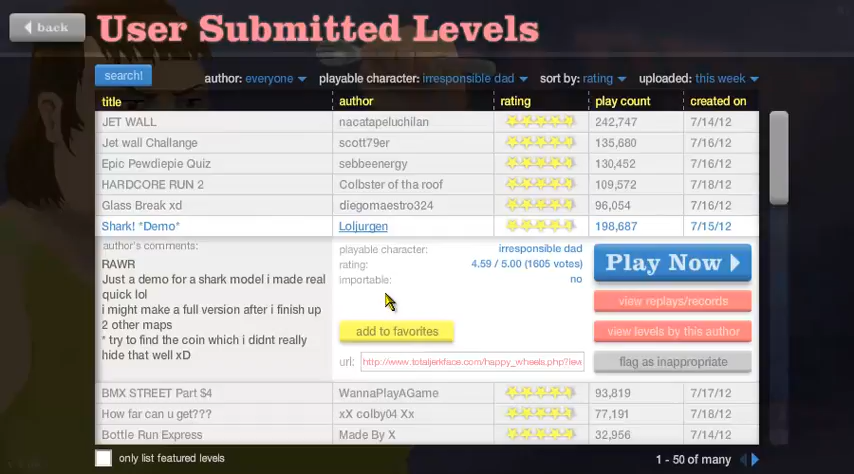 back
User Submitted Levels
search! author: everyone playable character: irresponsible dad sort by: rating uploaded: this week
title author rating play count created on
JET WALL nacatapeluchilan 242,747 7/14/12
Jet wall Challange scott79er 135,680 7/16/12
Epic Pewdiepie Quiz sebbeenergy 130,452 7/16/12
HARDCORE RUN 2 Colbster of tha roof 109,572 7/18/12
Glass Break xd diegomaestro324 96,054 7/16/12
Shark! *Demo* Loljurgen 198,687 7/15/12
author's comments:
RAWR
Just a demo for a shark model i made real
quick lol
i might make a full version after i finish up
2 other maps
* try to find the coin which i didnt really
hide that well xD
playable character: irresponsible dad
rating: 4.59 / 5.00 (1605 votes)
importable: no
add to favorites
url: http://www.totaljerkface.com/happy_wheels.php?lev
Play Now
view replays/records
view levels by this author
flag as inappropriate
BMX STREET Part $4 WannaPlayAGame 93,819 7/17/12
How far can u get??? xX colby04 Xx 77,191 7/18/12
Bottle Run Express Made By X 32,956 7/14/12
only list featured levels 1 - 50 of many